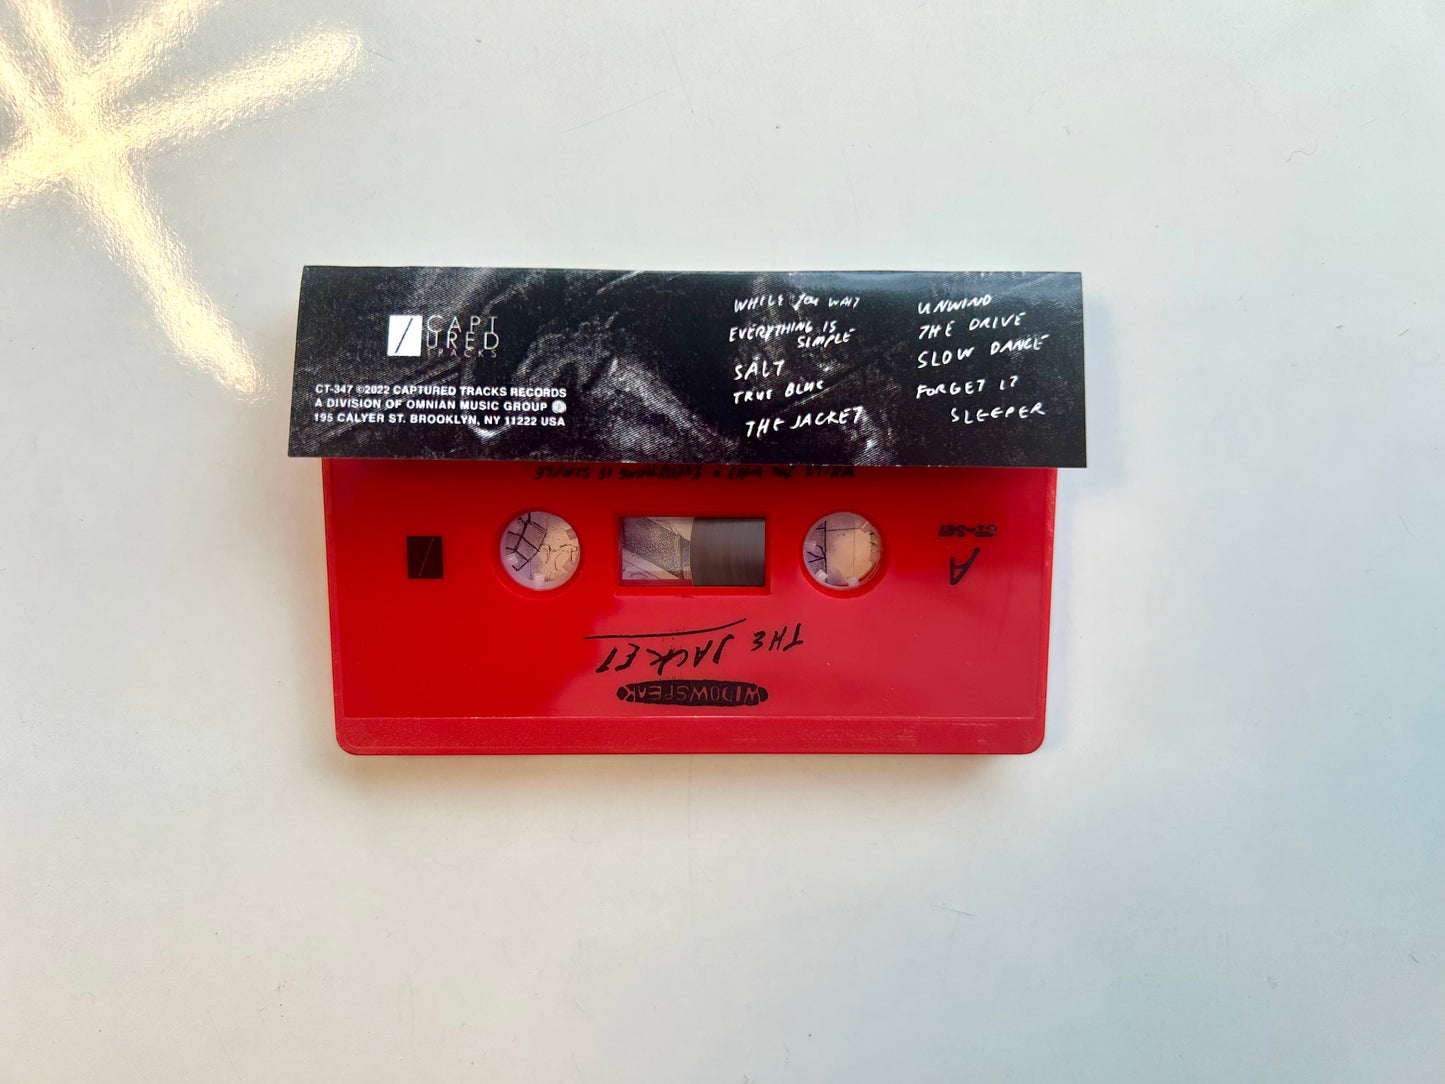 CAPT
URED
TRACKS
CT-347 ©2022 CAPTURED TRACKS RECORDS
A DIVISION OF OMNIAN MUSIC GROUP
195 CALYER ST. BROOKLYN, NY 11222 USA
WHILE YOU WAIT
EVERYTHING IS
SIMPLE
SALT
TRUE BLUE
THE JACKET
UNWIND
THE DRIVE
SLOW DANCE
FORGET IT
SLEEPER
WHILE YOU WAIT • EVERYTHING IS SIMPLE
CT-347
A
THE JACKET
WIDOWSPEAK